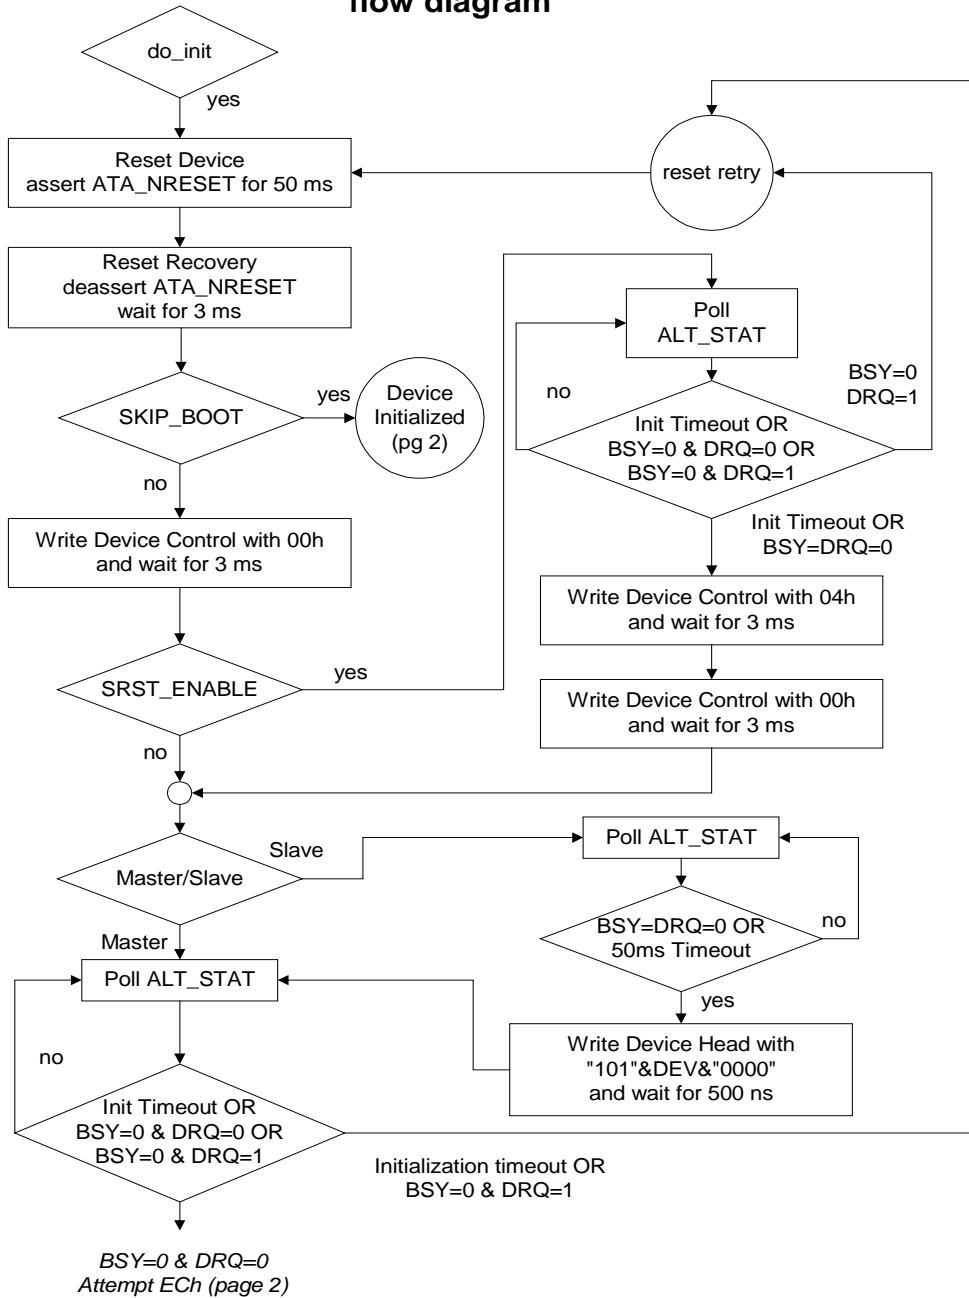 flow diagram
do_init
yes
Reset Device
assert ATA_NRESET for 50 ms
reset retry
Reset Recovery
deassert ATA_NRESET
wait for 3 ms
Poll
ALT_STAT
SKIP_BOOT
yes
Device
Initialized
(pg 2)
no
no
BSY=0
DRQ=1
Init Timeout OR
BSY=0 & DRQ=0 OR
BSY=0 & DRQ=1
Init Timeout OR
BSY=DRQ=0
Write Device Control with 00h
and wait for 3 ms
Write Device Control with 04h
and wait for 3 ms
SRST_ENABLE
yes
no
Write Device Control with 00h
and wait for 3 ms
Master/Slave
Slave
Master
Poll ALT_STAT
BSY=DRQ=0 OR
50ms Timeout
no
yes
Poll ALT_STAT
Write Device Head with
"101"&DEV&"0000"
and wait for 500 ns
no
Init Timeout OR
BSY=0 & DRQ=0 OR
BSY=0 & DRQ=1
Initialization timeout OR
BSY=0 & DRQ=1
BSY=0 & DRQ=0
Attempt ECh (page 2)